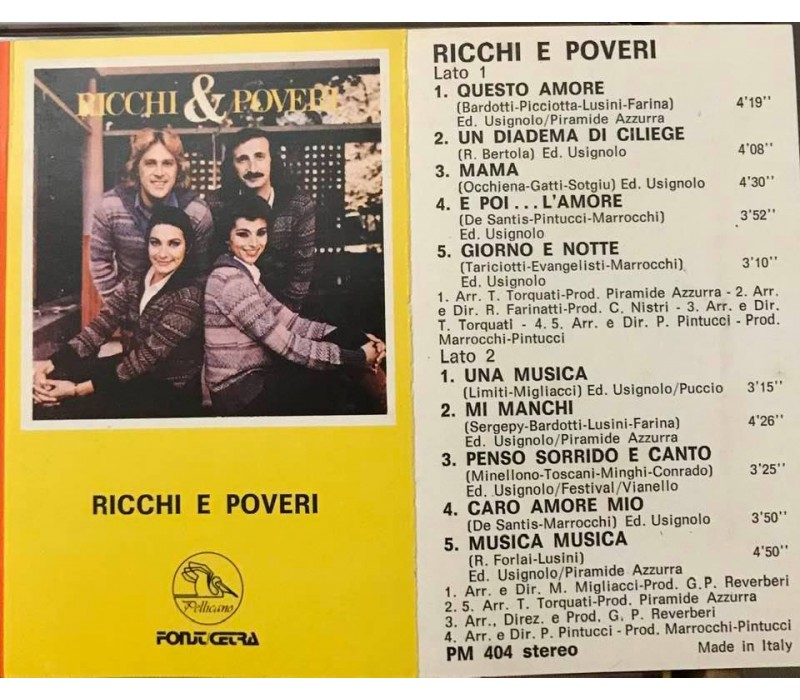 RICCHI & POVERI
RICCHI E POVERI
Pellicano
FONIT CETRA
RICCHI E POVERI
Lato 1
1. QUESTO AMORE
(Bardotti-Picciotta-Lusini-Farina) 4'19''
Ed. Usignolo/Piramide Azzurra
2. UN DIADEMA DI CILIEGE
(R. Bertola) Ed. Usignolo 4'08''
3. MAMA
(Occhiena-Gatti-Sotgiu) Ed. Usignolo 4'30''
4. E POI... L'AMORE
(De Santis-Pintucci-Marrocchi) 3'52''
Ed. Usignolo
5. GIORNO E NOTTE
(Tariciotti-Evangelisti-Marrocchi) 3'10''
Ed. Usignolo
1. Arr. T. Torquati-Prod. Piramide Azzurra - 2. Arr.
e Dir. R. Farinatti-Prod. C. Nistri - 3. Arr. e Dir.
T. Torquati - 4. 5. Arr. e Dir. P. Pintucci - Prod.
Marrocchi-Pintucci
Lato 2
1. UNA MUSICA
(Limiti-Migliacci) Ed. Usignolo/Puccio 3'15''
2. MI MANCHI
(Sergepy-Bardotti-Lusini-Farina) 4'26''
Ed. Usignolo/Piramide Azzurra
3. PENSO SORRIDO E CANTO
(Minellono-Toscani-Minghi-Conrado) 3'25''
Ed. Usignolo/Festival/Vianello
4. CARO AMORE MIO
(De Santis-Marrocchi) Ed. Usignolo 3'50''
5. MUSICA MUSICA
(R. Forlai-Lusini) 4'50''
Ed. Usignolo/Piramide Azzurra
1. Arr. e Dir. M. Migliacci-Prod. G.P. Reverberi
2. 5. Arr. T. Torquati-Prod. Piramide Azzurra
3. Arr., Direz. e Prod. G. P. Reverberi
4. Arr. e Dir. P. Pintucci - Prod. Marrocchi-Pintucci
PM 404 stereo Made in Italy